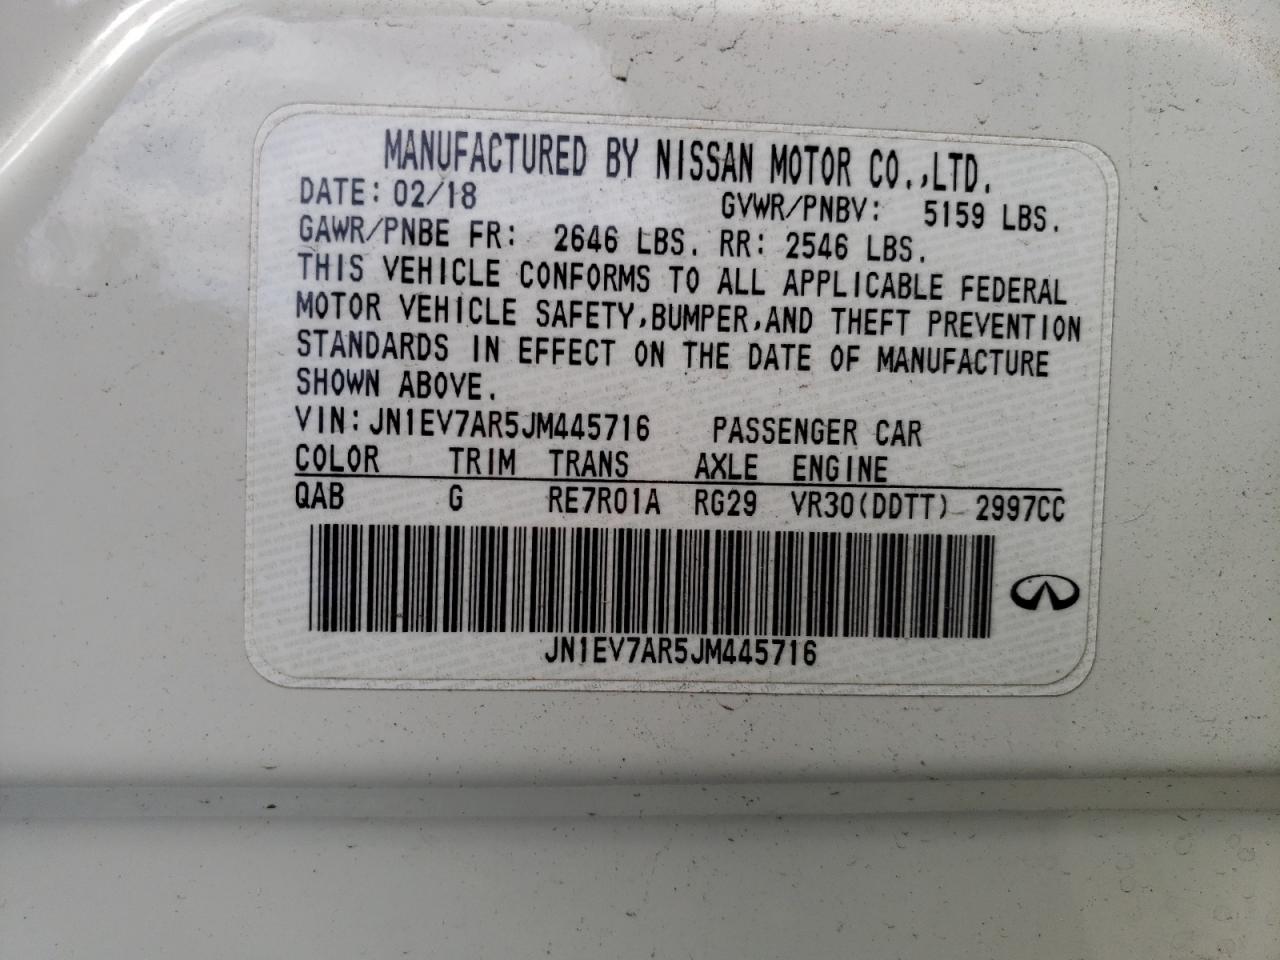 MANUFACTURED BY NISSAN MOTOR CO.,LTD.
DATE: 02/18 GVWR/PNBV: 5159 LBS.
GAWR/PNBE FR: 2646 LBS. RR: 2546 LBS.
THIS VEHICLE CONFORMS TO ALL APPLICABLE FEDERAL
MOTOR VEHICLE SAFETY,BUMPER,AND THEFT PREVENTION
STANDARDS IN EFFECT ON THE DATE OF MANUFACTURE
SHOWN ABOVE.
VIN:JN1EV7AR5JM445716 PASSENGER CAR
COLOR TRIM TRANS AXLE ENGINE
QAB G RE7R01A RG29 VR30(DDTT) 2997CC
JN1EV7AR5JM445716